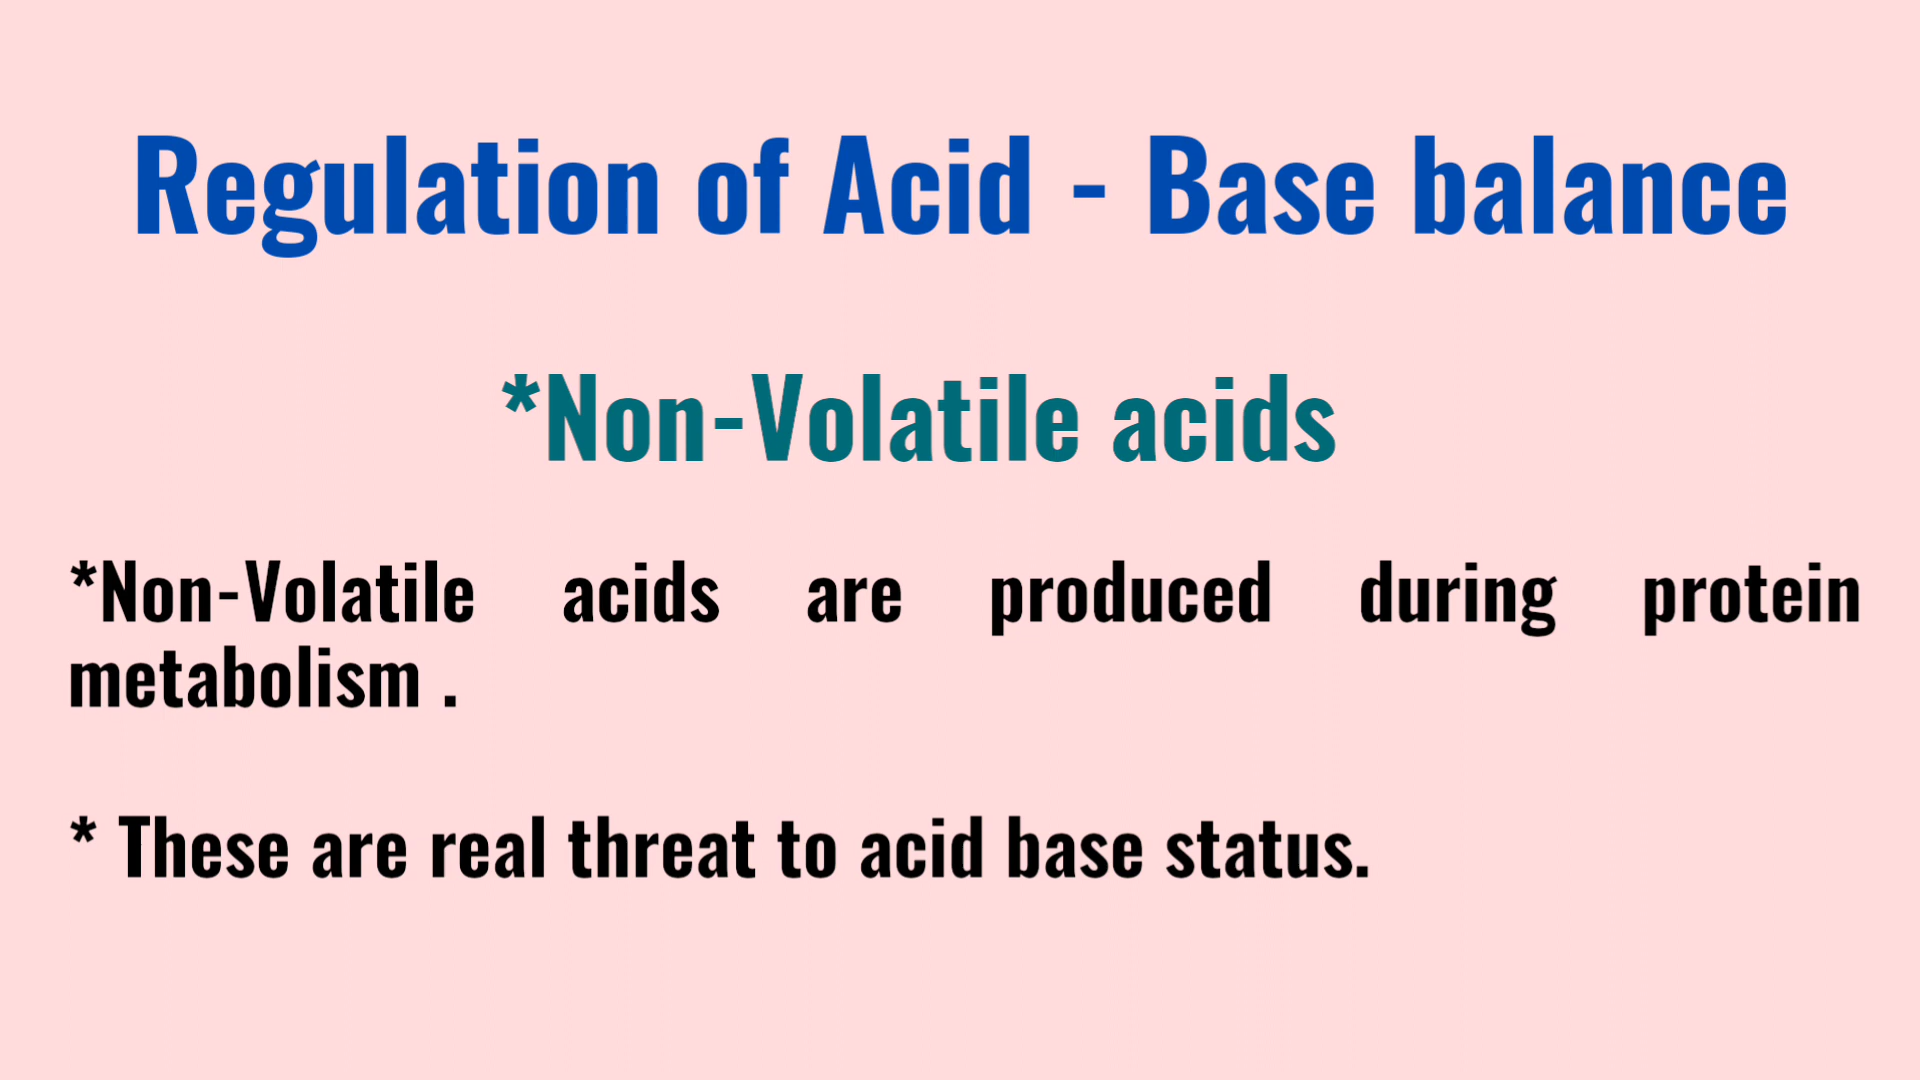 Regulation of Acid - Base balance
*Non-Volatile acids
*Non-Volatile acids are produced during protein
metabolism .
* These are real threat to acid base status.